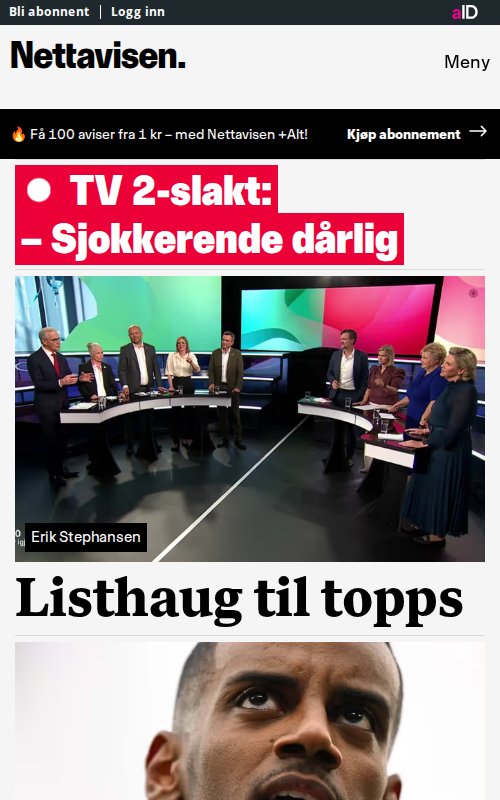 Bli abonnent | Logg inn
aID
Nettavisen.
Meny
🔥 Få 100 aviser fra 1 kr – med Nettavisen +Alt!
Kjøp abonnement →
TV 2-slakt:
– Sjokkerende dårlig
Erik Stephansen
Listhaug til topps